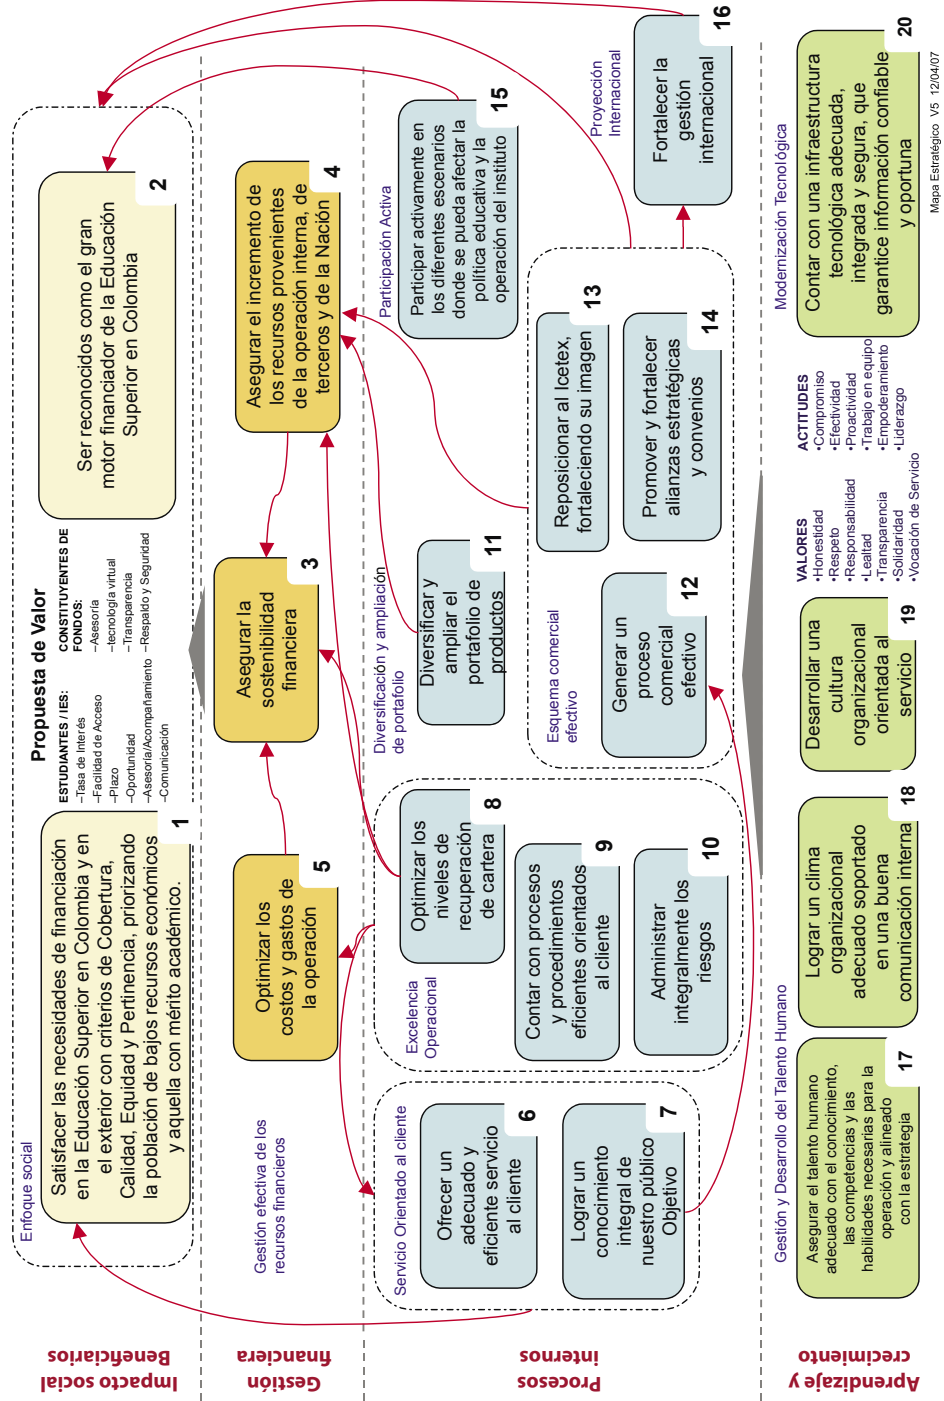 Impacto social
Beneficiarios
Enfoque social
Satisfacer las necesidades de financiación
en la Educación Superior en Colombia y en
el exterior con criterios de Cobertura,
Calidad, Equidad y Pertinencia, priorizando
la población de bajos recursos económicos
y aquella con mérito académico.
1
Propuesta de Valor
ESTUDIANTES / IES:
–Tasa de Interés
–Facilidad de Acceso
–Plazo
–Oportunidad
–Asesoría/Acompañamiento
–Comunicación
CONSTITUYENTES DE
FONDOS:
–Asesoría
–tecnología virtual
–Transparencia
–Respaldo y Seguridad
Ser reconocidos como el gran
motor financiador de la Educación
Superior en Colombia
2
Gestión
financiera
Gestión efectiva de los
recursos financieros
Optimizar los
costos y gastos de
la operación
5
Asegurar la
sostenibilidad
financiera
3
Asegurar el incremento de
los recursos provenientes
de la operación interna, de
terceros y de la Nación
4
Procesos
internos
Servicio Orientado al cliente
Ofrecer un
adecuado y
eficiente servicio
al cliente
6
Lograr un
conocimiento
integral de
nuestro público
Objetivo
7
Excelencia
Operacional
Optimizar los
niveles de
recuperación
de cartera
8
Contar con procesos
y procedimientos
eficientes orientados
al cliente
9
Administrar
integralmente los
riesgos
10
Diversificación y ampliación
de portafolio
Diversificar y
ampliar el
portafolio de
productos
11
Esquema comercial
efectivo
Generar un
proceso
comercial
efectivo
12
Reposicionar al Icetex,
fortaleciendo su imagen
13
Promover y fortalecer
alianzas estratégicas
y convenios
14
Participación Activa
Participar activamente en
los diferentes escenarios
donde se pueda afectar la
política educativa y la
operación del instituto
15
Proyección
Internacional
Fortalecer la
gestión
internacional
16
Aprendizaje y
crecimiento
Gestión y Desarrollo del Talento Humano
Asegurar el talento humano
adecuado con el conocimiento,
las competencias y las
habilidades necesarias para la
operación y alineado
con la estrategia
17
Lograr un clima
organizacional
adecuado soportado
en una buena
comunicación interna
18
Desarrollar una
cultura
organizacional
orientada al
servicio
19
VALORES
•Honestidad
•Respeto
•Responsabilidad
•Lealtad
•Transparencia
•Solidaridad
•Vocación de Servicio
ACTITUDES
•Compromiso
•Efectividad
•Proactividad
•Trabajo en equipo
•Empoderamiento
•Liderazgo
Modernización Tecnológica
Contar con una infraestructura
tecnológica adecuada,
integrada y segura, que
garantice información confiable
y oportuna
20
Mapa Estratégico V5 12/04/07